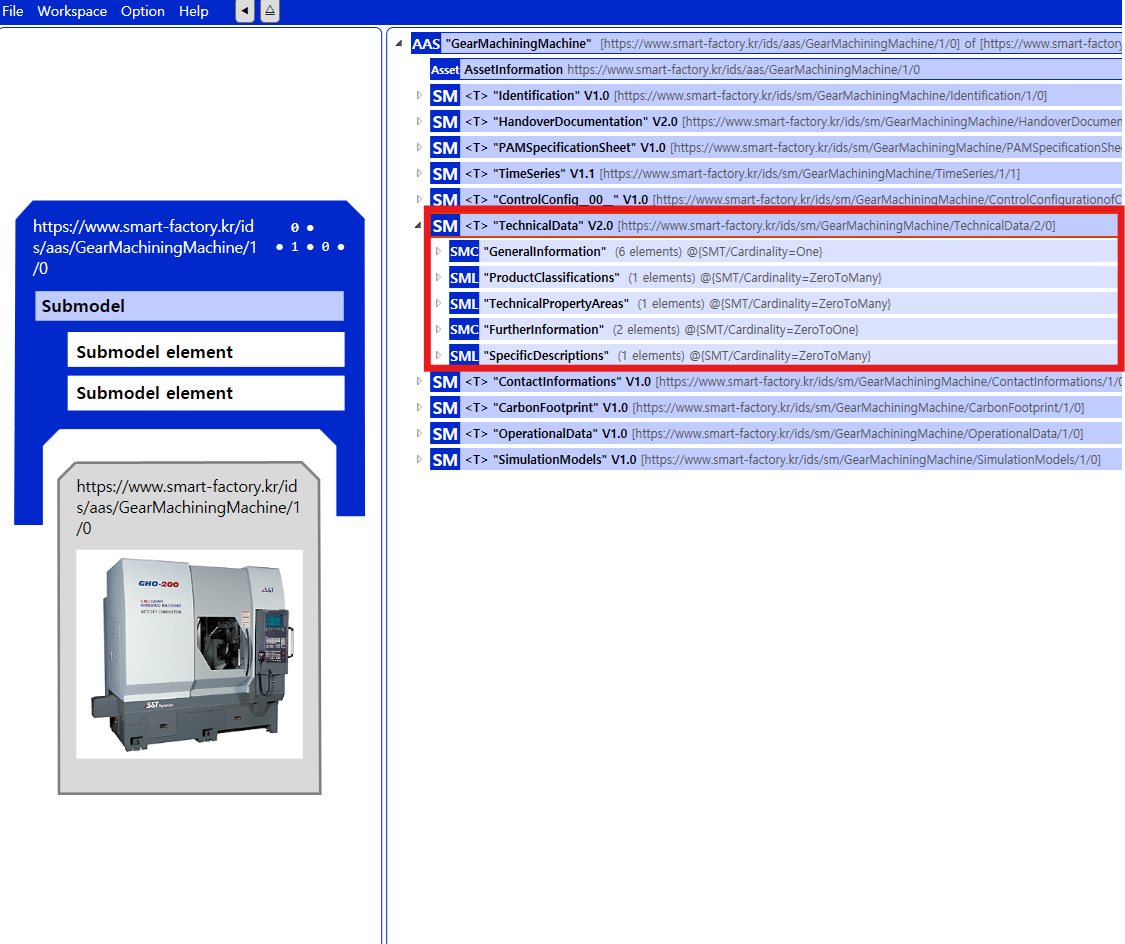 File Workspace Option Help
https://www.smart-factory.kr/id
s/aas/GearMachiningMachine/1
/0
0
1 0
Submodel
Submodel element
Submodel element
https://www.smart-factory.kr/id
s/aas/GearMachiningMachine/1
/0
GHO-200
S&T
S&T Dynamics
AAS "GearMachiningMachine" [https://www.smart-factory.kr/ids/aas/GearMachiningMachine/1/0] of [https://www.smart-factory
Asset AssetInformation https://www.smart-factory.kr/ids/aas/GearMachiningMachine/1/0
SM <T> "Identification" V1.0 [https://www.smart-factory.kr/ids/sm/GearMachiningMachine/Identification/1/0]
SM <T> "HandoverDocumentation" V2.0 [https://www.smart-factory.kr/ids/sm/GearMachiningMachine/HandoverDocumen
SM <T> "PAMSpecificationSheet" V1.0 [https://www.smart-factory.kr/ids/sm/GearMachiningMachine/PAMSpecificationShe
SM <T> "TimeSeries" V1.1 [https://www.smart-factory.kr/ids/sm/GearMachiningMachine/TimeSeries/1/1]
SM <T> "ControlConfig__00__" V1.0 [https://www.smart-factory.kr/ids/sm/GearMachiningMachine/ControlConfigurationofC
SM <T> "TechnicalData" V2.0 [https://www.smart-factory.kr/ids/sm/GearMachiningMachine/TechnicalData/2/0]
SMC "GeneralInformation" (6 elements) @{SMT/Cardinality=One}
SML "ProductClassifications" (1 elements) @{SMT/Cardinality=ZeroToMany}
SML "TechnicalPropertyAreas" (1 elements) @{SMT/Cardinality=ZeroToMany}
SMC "FurtherInformation" (2 elements) @{SMT/Cardinality=ZeroToOne}
SML "SpecificDescriptions" (1 elements) @{SMT/Cardinality=ZeroToMany}
SM <T> "ContactInformations" V1.0 [https://www.smart-factory.kr/ids/sm/GearMachiningMachine/ContactInformations/1/0
SM <T> "CarbonFootprint" V1.0 [https://www.smart-factory.kr/ids/sm/GearMachiningMachine/CarbonFootprint/1/0]
SM <T> "OperationalData" V1.0 [https://www.smart-factory.kr/ids/sm/GearMachiningMachine/OperationalData/1/0]
SM <T> "SimulationModels" V1.0 [https://www.smart-factory.kr/ids/sm/GearMachiningMachine/SimulationModels/1/0]